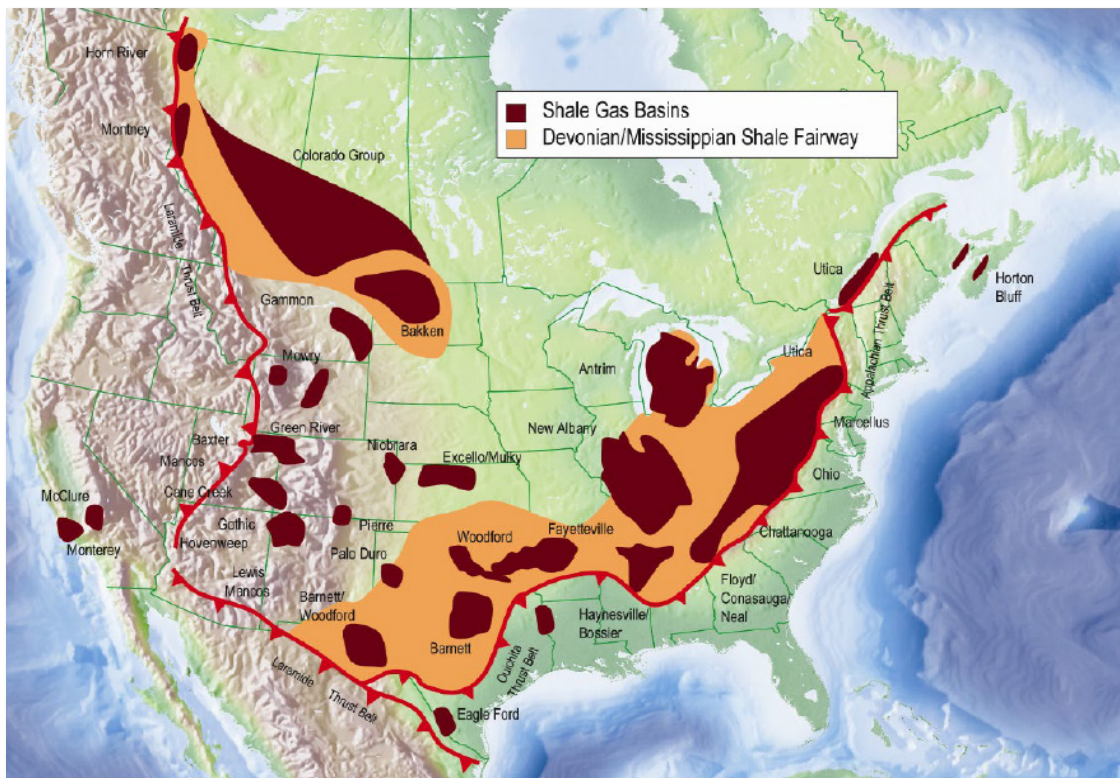 Horn River
Shale Gas Basins
Devonian/Mississippian Shale Fairway
Montney
Colorado Group
Laramide
Thrust Belt
Utica
Horton
Bluff
Gammon
Bakken
Appalachian Thrust Belt
Utica
Mowry
Antrim
Green River
New Albany
Marcellus
Baxter
Mancos
Niobrara
Excello/Mulky
Ohio
McClure
Cane Creek
Monterey
Gothic
Hovenweep
Pierre
Woodford
Fayetteville
Chattanooga
Palo Duro
Lewis
Mancos
Barnett/
Woodford
Floyd/
Conasauga/
Neal
Haynesville/
Bossier
Barnett
Ouichita
Thrust Belt
Laramide
Thrust Belt
Eagle Ford